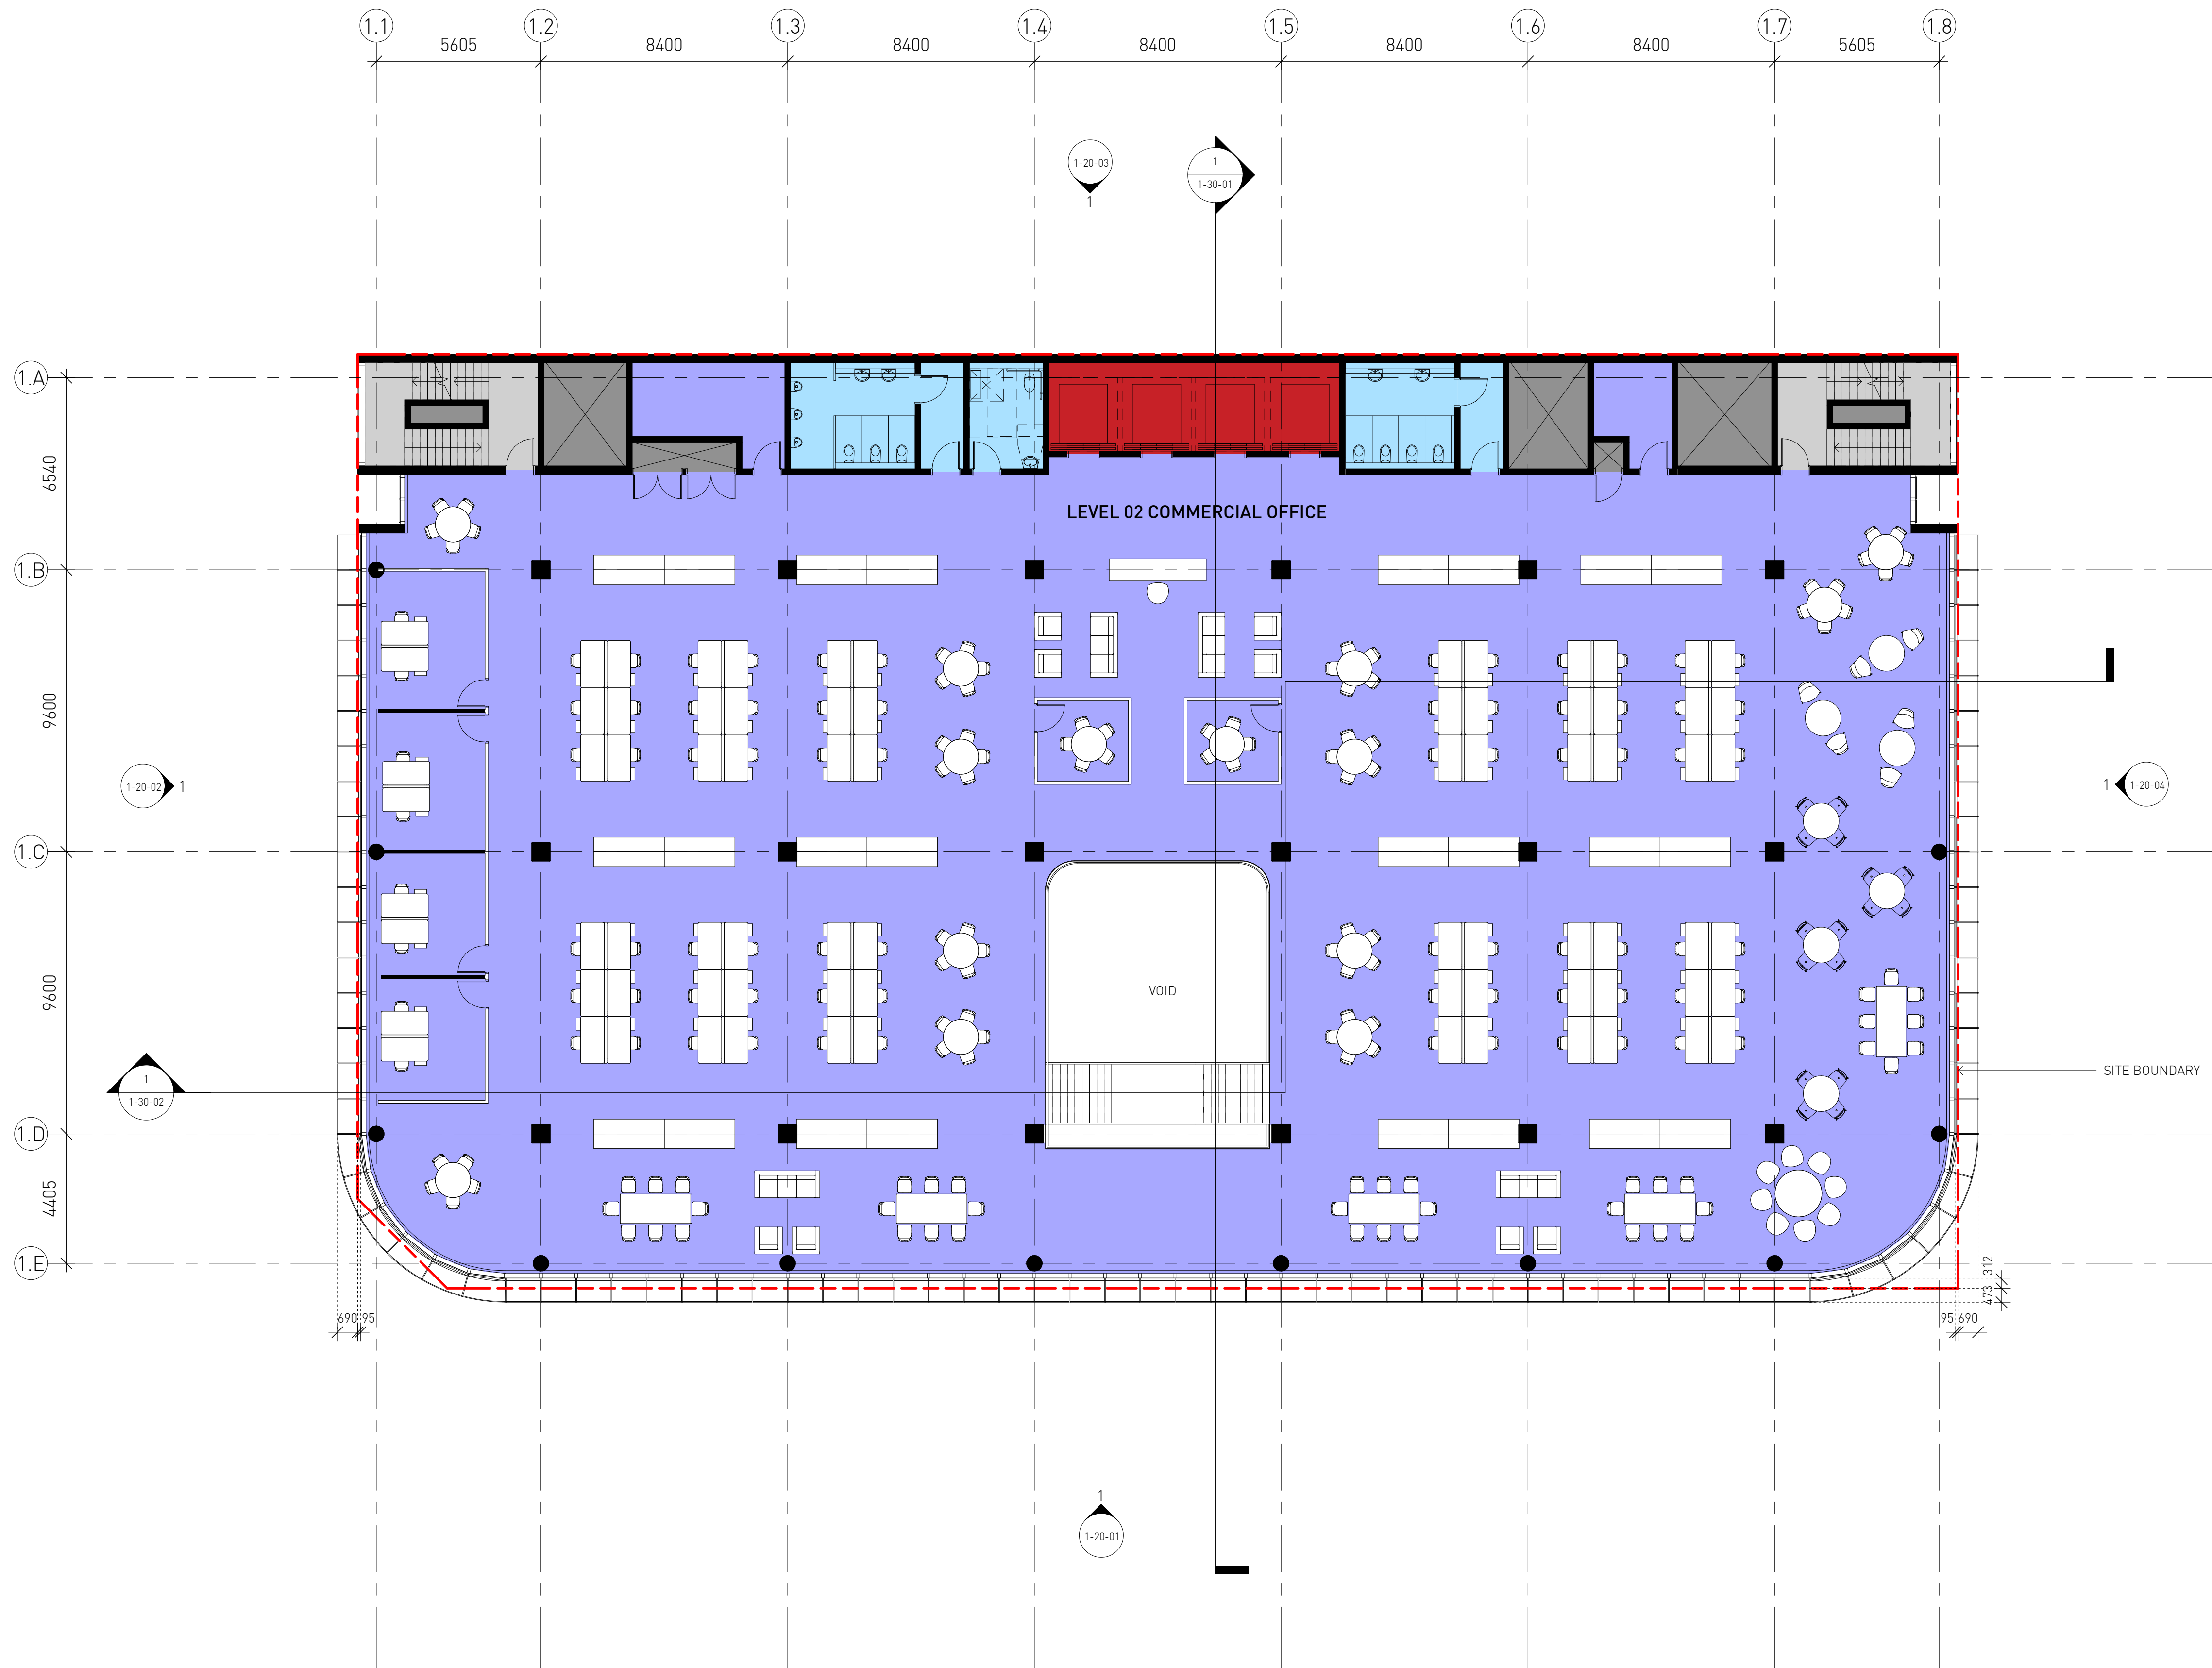 1.1 1.2 1.3 1.4 1.5 1.6 1.7 1.8
5605 8400 8400 8400 8400 8400 5605
1-20-03
1
1
1-30-01
1.A
6540
LEVEL 02 COMMERCIAL OFFICE
1.B
9600
1-20-02 1
1 1-20-04
1.C
9600
VOID
SITE BOUNDARY
1
1-30-02
1.D
4405
1.E
312
473
690 95
95 690
1
1-20-01